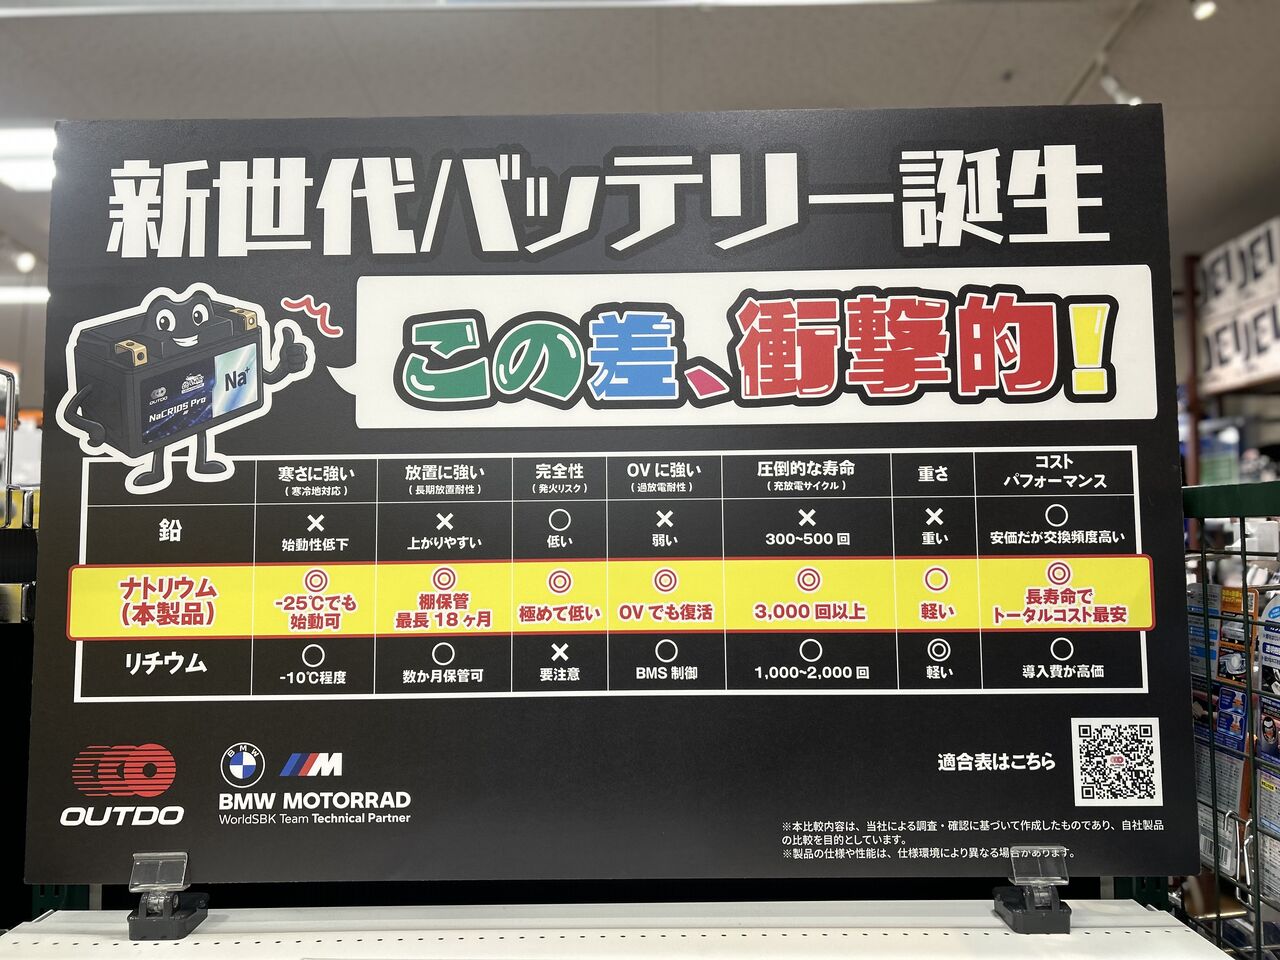 新世代バッテリー誕生
この差、衝撃的!
OUTDO
Na+
NaCR10S Pro
寒さに強い
(寒冷地対応)
放置に強い
(長期放置耐性)
完全性
(発火リスク)
0Vに強い
(過放電耐性)
圧倒的な寿命
(充放電サイクル)
重さ
コスト
パフォーマンス
鉛
×
始動性低下
×
上がりやすい
○
低い
×
弱い
×
300~500回
×
重い
○
安価だが交換頻度高い
ナトリウム
(本製品)
◎
-25℃でも
始動可
◎
棚保管
最長18ヶ月
◎
極めて低い
◎
0Vでも復活
◎
3,000回以上
○
軽い
◎
長寿命で
トータルコスト最安
リチウム
○
-10℃程度
○
数か月保管可
×
要注意
○
BMS制御
○
1,000~2,000回
◎
軽い
○
導入費が高価
OUTDO
BMW
M
BMW MOTORRAD
WorldSBK Team Technical Partner
適合表はこちら
※本比較内容は、当社による調査・確認に基づいて作成したものであり、自社製品
の比較を目的としています。
※製品の仕様や性能は、仕様環境により異なる場合があります。